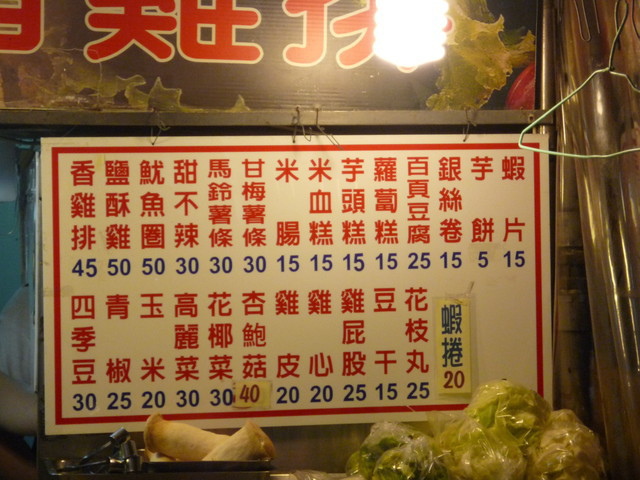 雞排
香雞排 45
鹽酥雞 50
魷魚圈 50
甜不辣 30
馬鈴薯條 30
甘梅薯條 30
米腸 15
米血糕 15
芋頭糕 15
蘿蔔糕 15
百頁豆腐 25
銀絲卷 15
芋餅 5
蝦片 15
四季豆 30
青椒 25
玉米 20
高麗菜 30
花椰菜 30
杏鮑菇 40
雞皮 20
雞心 20
雞屁股 25
豆干 15
花枝丸 25
蝦捲 20